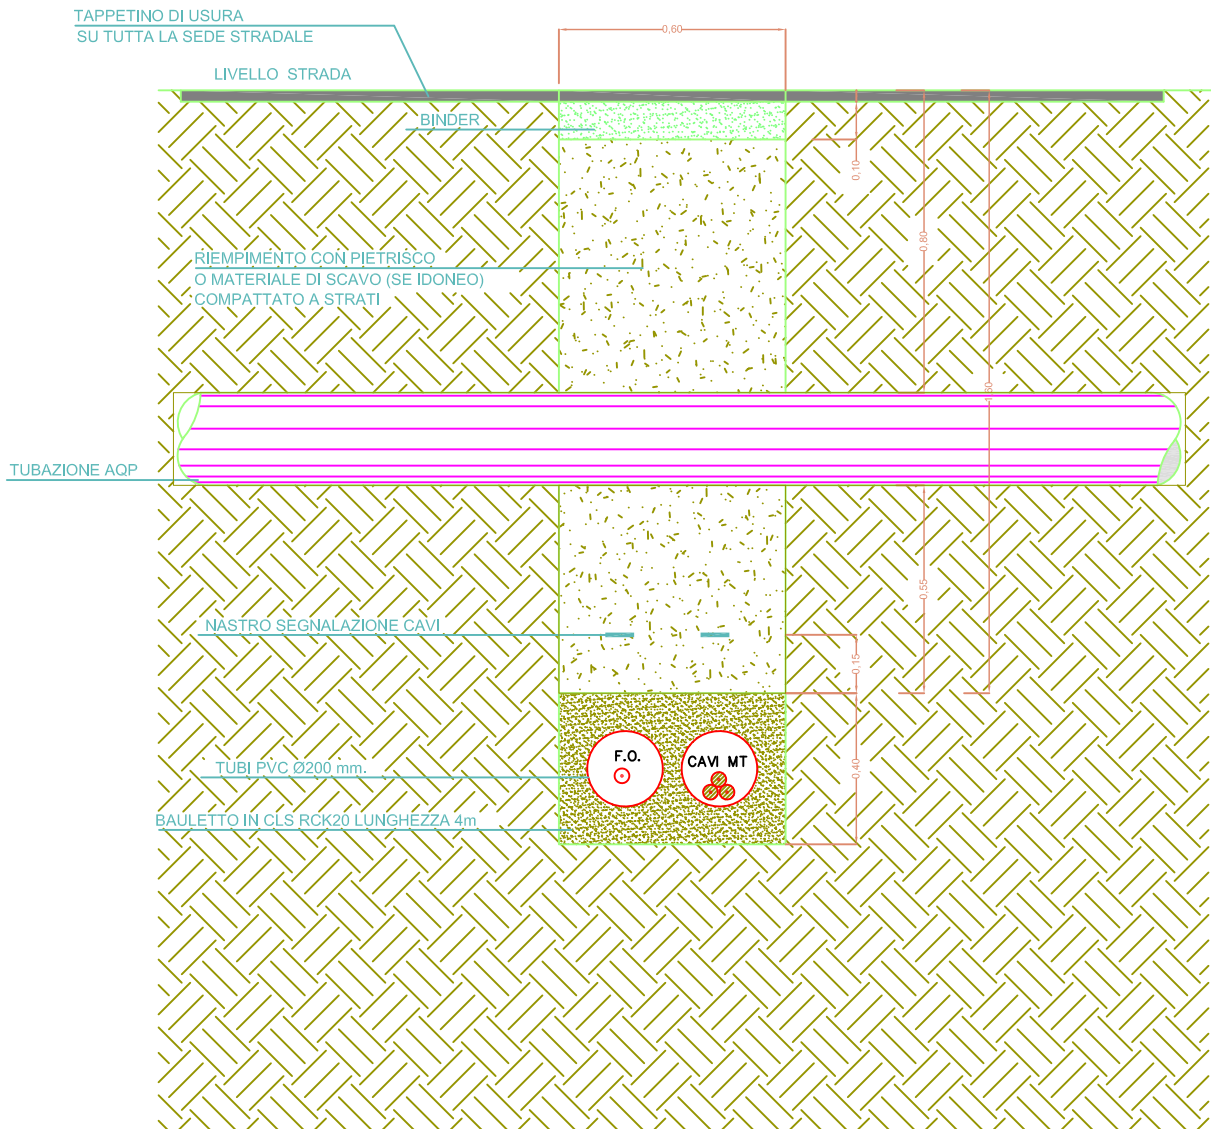 TAPPETINO DI USURA
SU TUTTA LA SEDE STRADALE
0,60
LIVELLO STRADA
BINDER
0,10
0,80
RIEMPIMENTO CON PIETRISCO
O MATERIALE DI SCAVO (SE IDONEO)
COMPATTATO A STRATI
1,60
TUBAZIONE AQP
0,55
NASTRO SEGNALAZIONE CAVI
0,15
F.O.
CAVI MT
TUBI PVC Ø200 mm.
0,40
BAULETTO IN CLS RCK20 LUNGHEZZA 4m